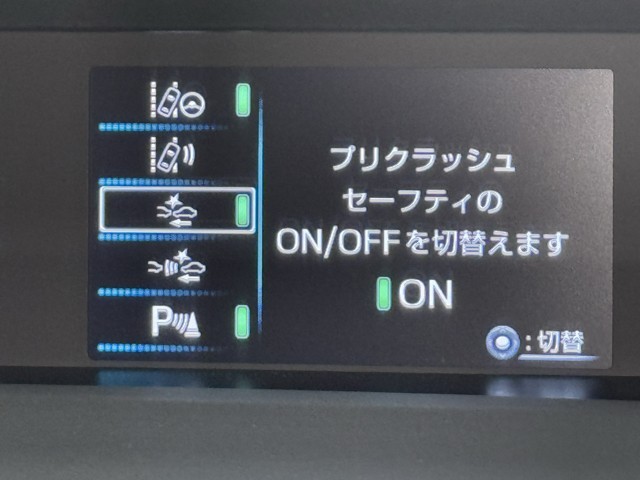 プリクラッシュ
セーフティの
ON/OFFを切替えます
ON
P
:切替